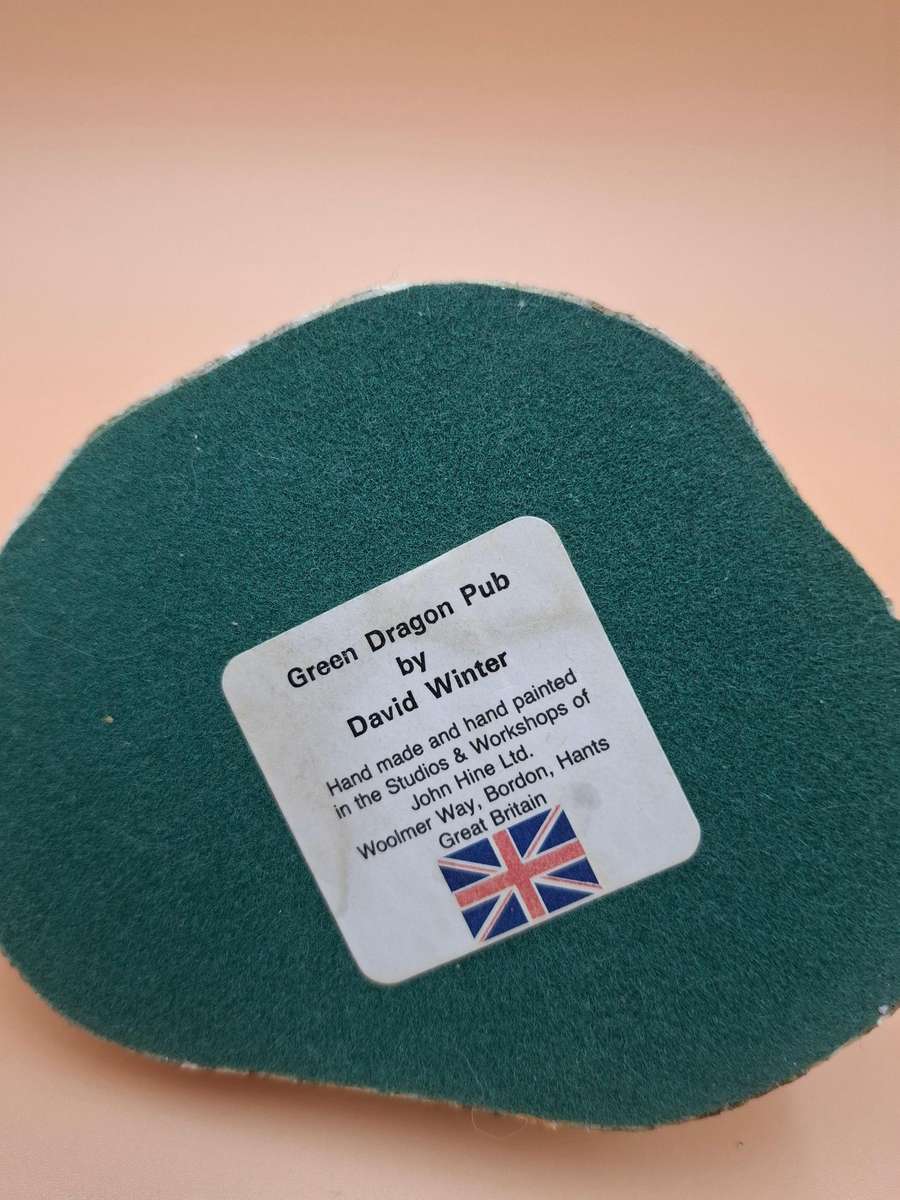 Green Dragon Pub
by
David Winter
Hand made and hand painted
in the Studios & Workshops of
John Hine Ltd.
Woolmer Way, Bordon, Hants
Great Britain